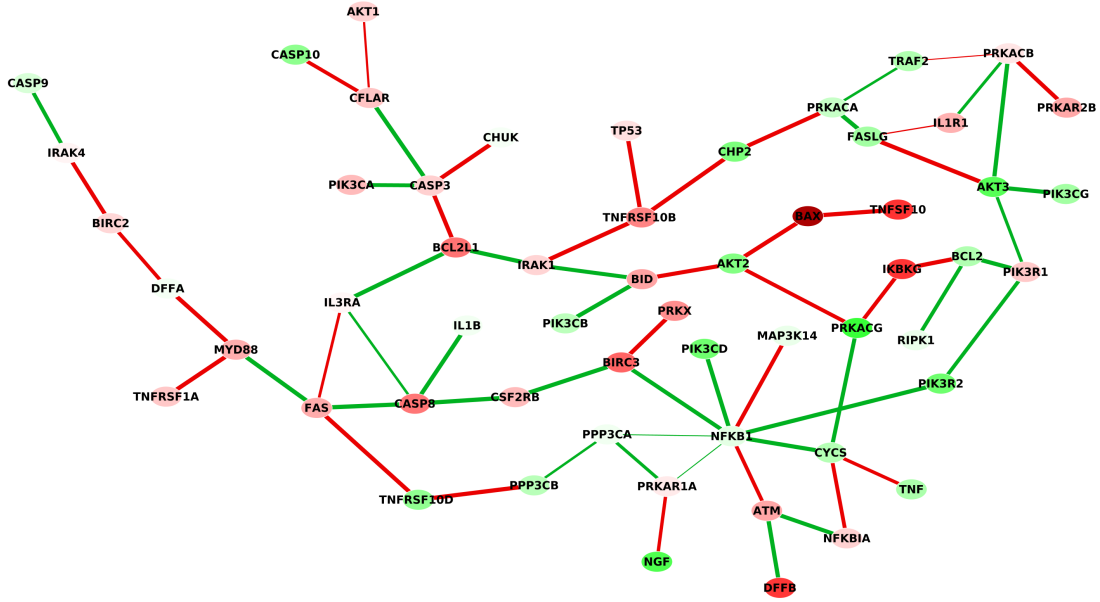 AKT1
CASP10
PRKACB
TRAF2
CASP9
CFLAR
PRKACA
PRKAR2B
IL1R1
TP53
FASLG
CHUK
IRAK4
CHP2
PIK3CA
CASP3
AKT3
PIK3CG
TNFRSF10B
BAX
TNFSF10
BIRC2
BCL2L1
IRAK1
AKT2
BCL2
IKBKG
PIK3R1
BID
DFFA
IL3RA
PRKX
PIK3CB
IL1B
PRKACG
MAP3K14
RIPK1
MYD88
PIK3CD
BIRC3
PIK3R2
TNFRSF1A
CSF2RB
CASP8
FAS
PPP3CA
NFKB1
CYCS
PPP3CB
PRKAR1A
TNF
TNFRSF10D
ATM
NFKBIA
NGF
DFFB